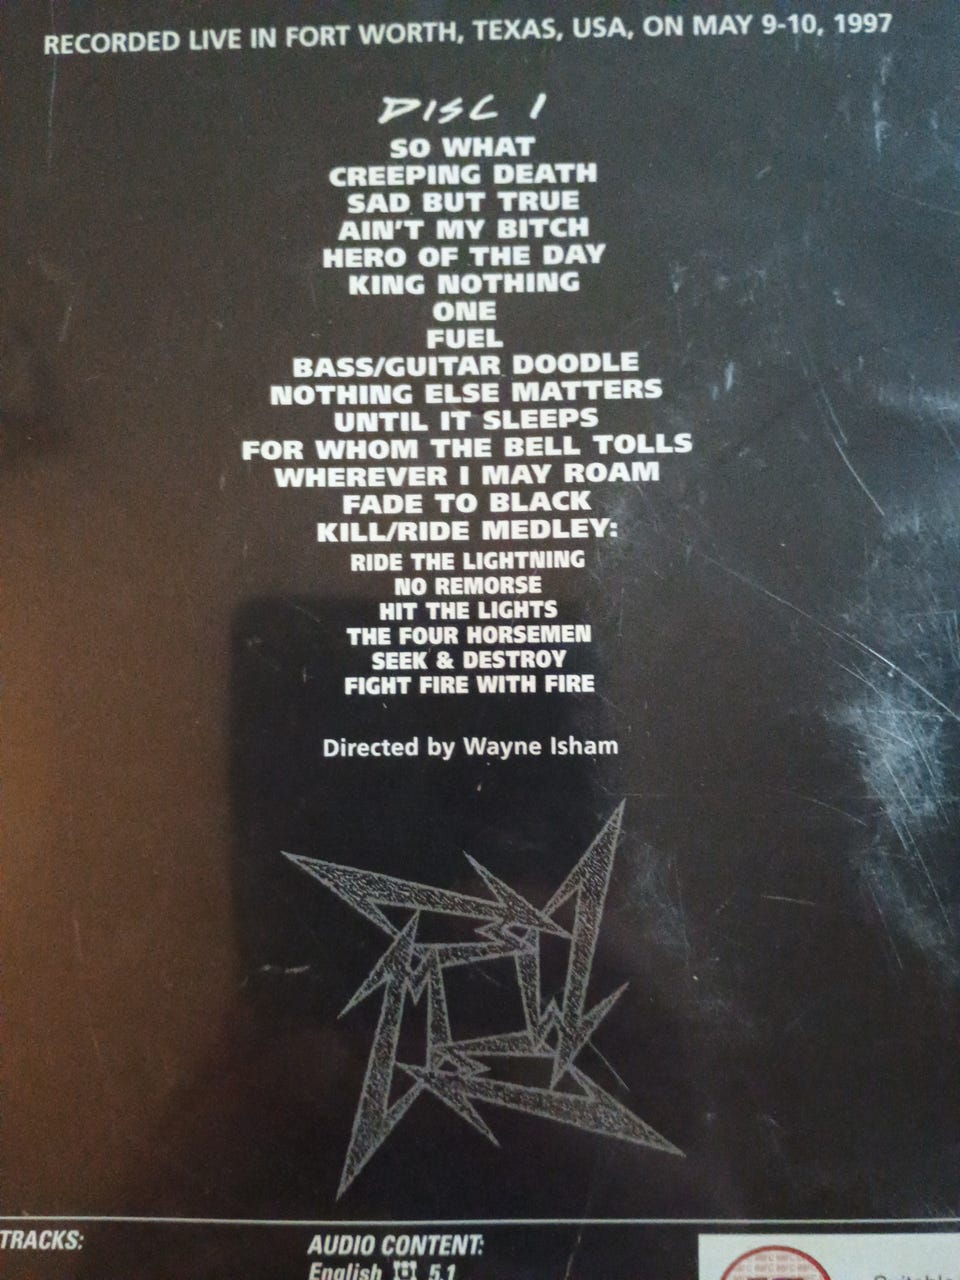 RECORDED LIVE IN FORT WORTH, TEXAS, USA, ON MAY 9-10, 1997
DISC 1
SO WHAT
CREEPING DEATH
SAD BUT TRUE
AIN'T MY BITCH
HERO OF THE DAY
KING NOTHING
ONE
FUEL
BASS/GUITAR DOODLE
NOTHING ELSE MATTERS
UNTIL IT SLEEPS
FOR WHOM THE BELL TOLLS
WHEREVER I MAY ROAM
FADE TO BLACK
KILL/RIDE MEDLEY:
RIDE THE LIGHTNING
NO REMORSE
HIT THE LIGHTS
THE FOUR HORSEMEN
SEEK & DESTROY
FIGHT FIRE WITH FIRE
Directed by Wayne Isham
TRACKS:
AUDIO CONTENT:
English 5.1